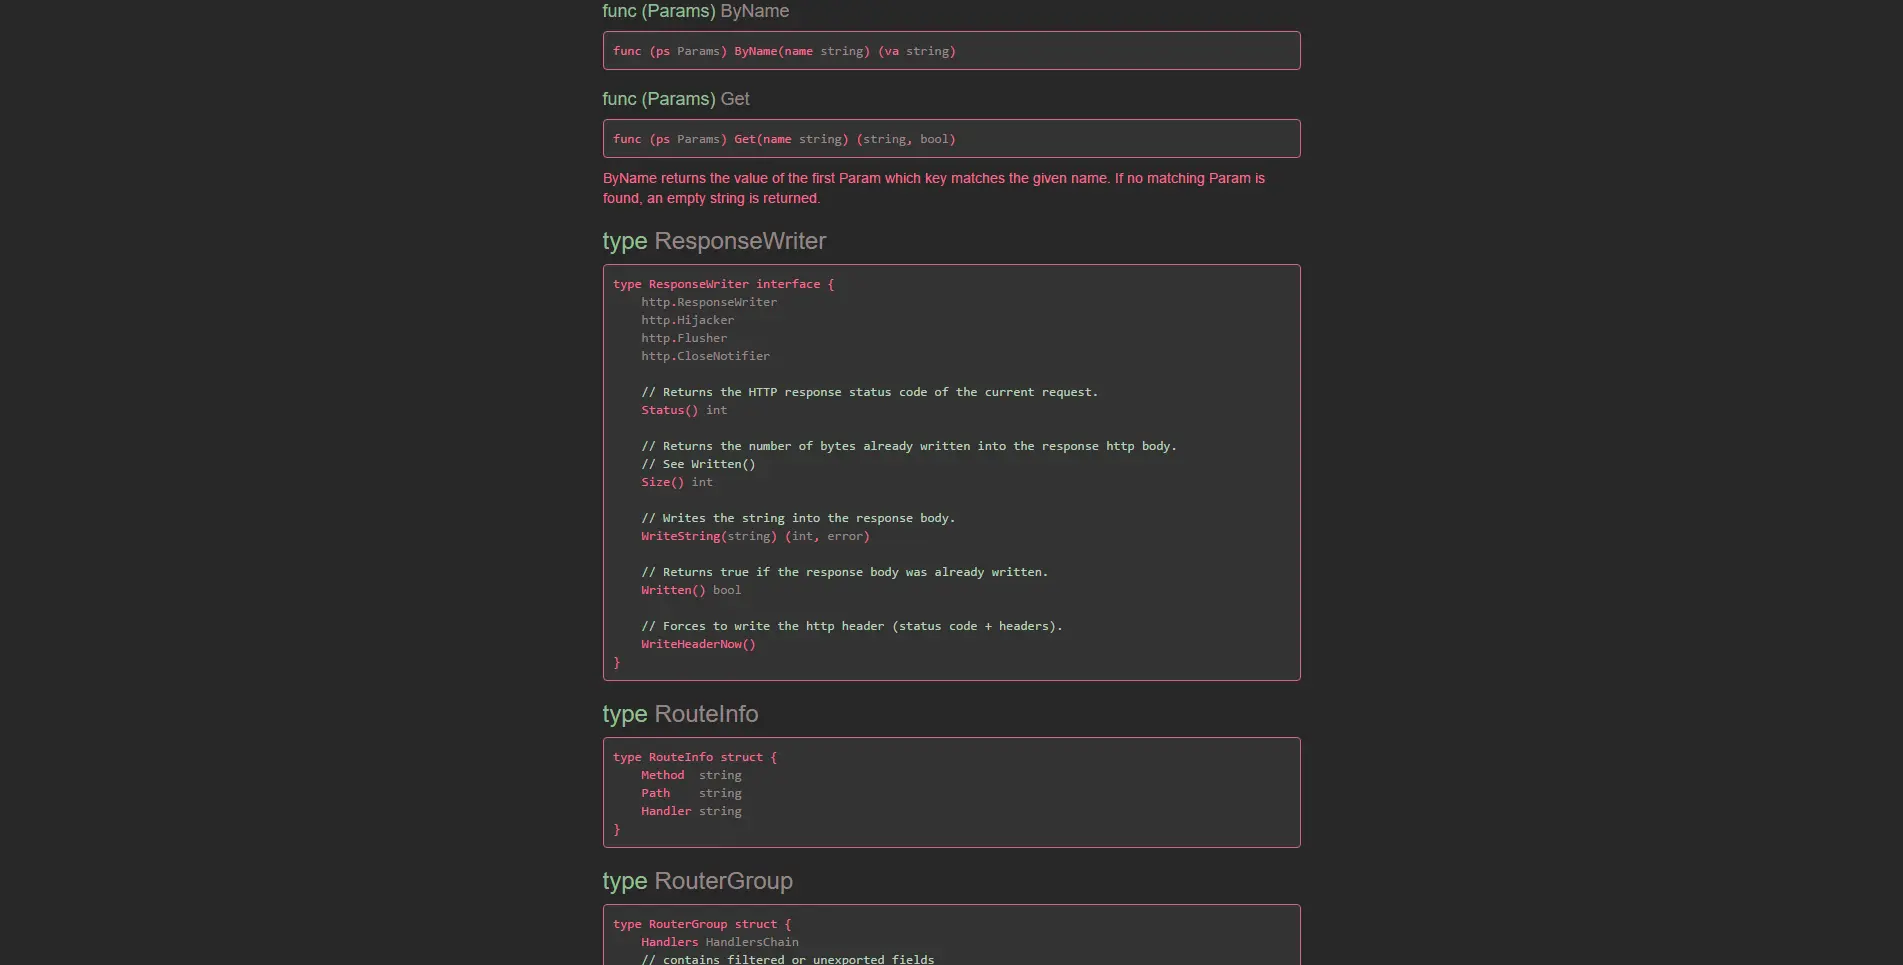 func (Params) ByName
func (ps Params) ByName(name string) (va string)
func (Params) Get
func (ps Params) Get(name string) (string, bool)
ByName returns the value of the first Param which key matches the given name. If no matching Param is
found, an empty string is returned.
type ResponseWriter
type ResponseWriter interface {
    http.ResponseWriter
    http.Hijacker
    http.Flusher
    http.CloseNotifier
    // Returns the HTTP response status code of the current request.
    Status() int
    // Returns the number of bytes already written into the response http body.
    // See Written()
    Size() int
    // Writes the string into the response body.
    WriteString(string) (int, error)
    // Returns true if the response body was already written.
    Written() bool
    // Forces to write the http header (status code + headers).
    WriteHeaderNow()
}
type RouteInfo
type RouteInfo struct {
    Method  string
    Path    string
    Handler string
}
type RouterGroup
type RouterGroup struct {
    Handlers HandlersChain
    // contains filtered or unexported fields